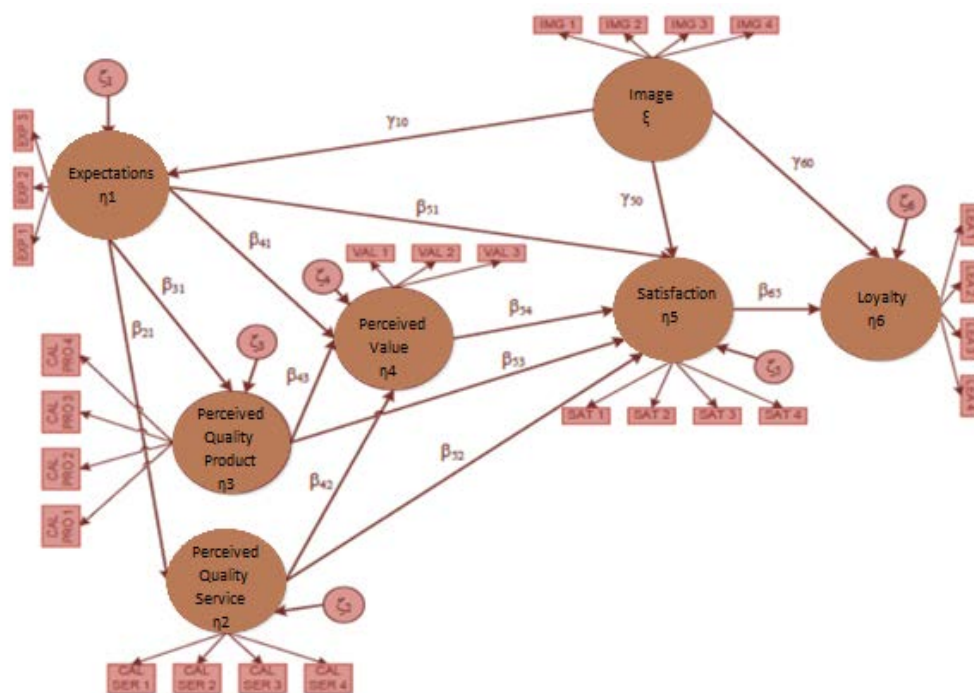 IMG 1
IMG 2
IMG 3
IMG 4
Image
ξ
γ10
γ50
γ60
EXP 3
EXP 2
EXP 1
Expectations
η1
β51
β41
β31
β21
VAL 1
VAL 2
VAL 3
ζ4
Perceived
Value
η4
β54
Satisfaction
η5
β65
ζ6
Loyalty
η6
ζ5
SAT 1
SAT 2
SAT 3
SAT 4
CAL
PRO 4
CAL
PRO 3
CAL
PRO 2
CAL
PRO 1
ζ3
Perceived
Quality
Product
η3
β43
β53
β42
β52
Perceived
Quality
Service
η2
CAL
SER 1
CAL
SER 2
CAL
SER 3
CAL
SER 4